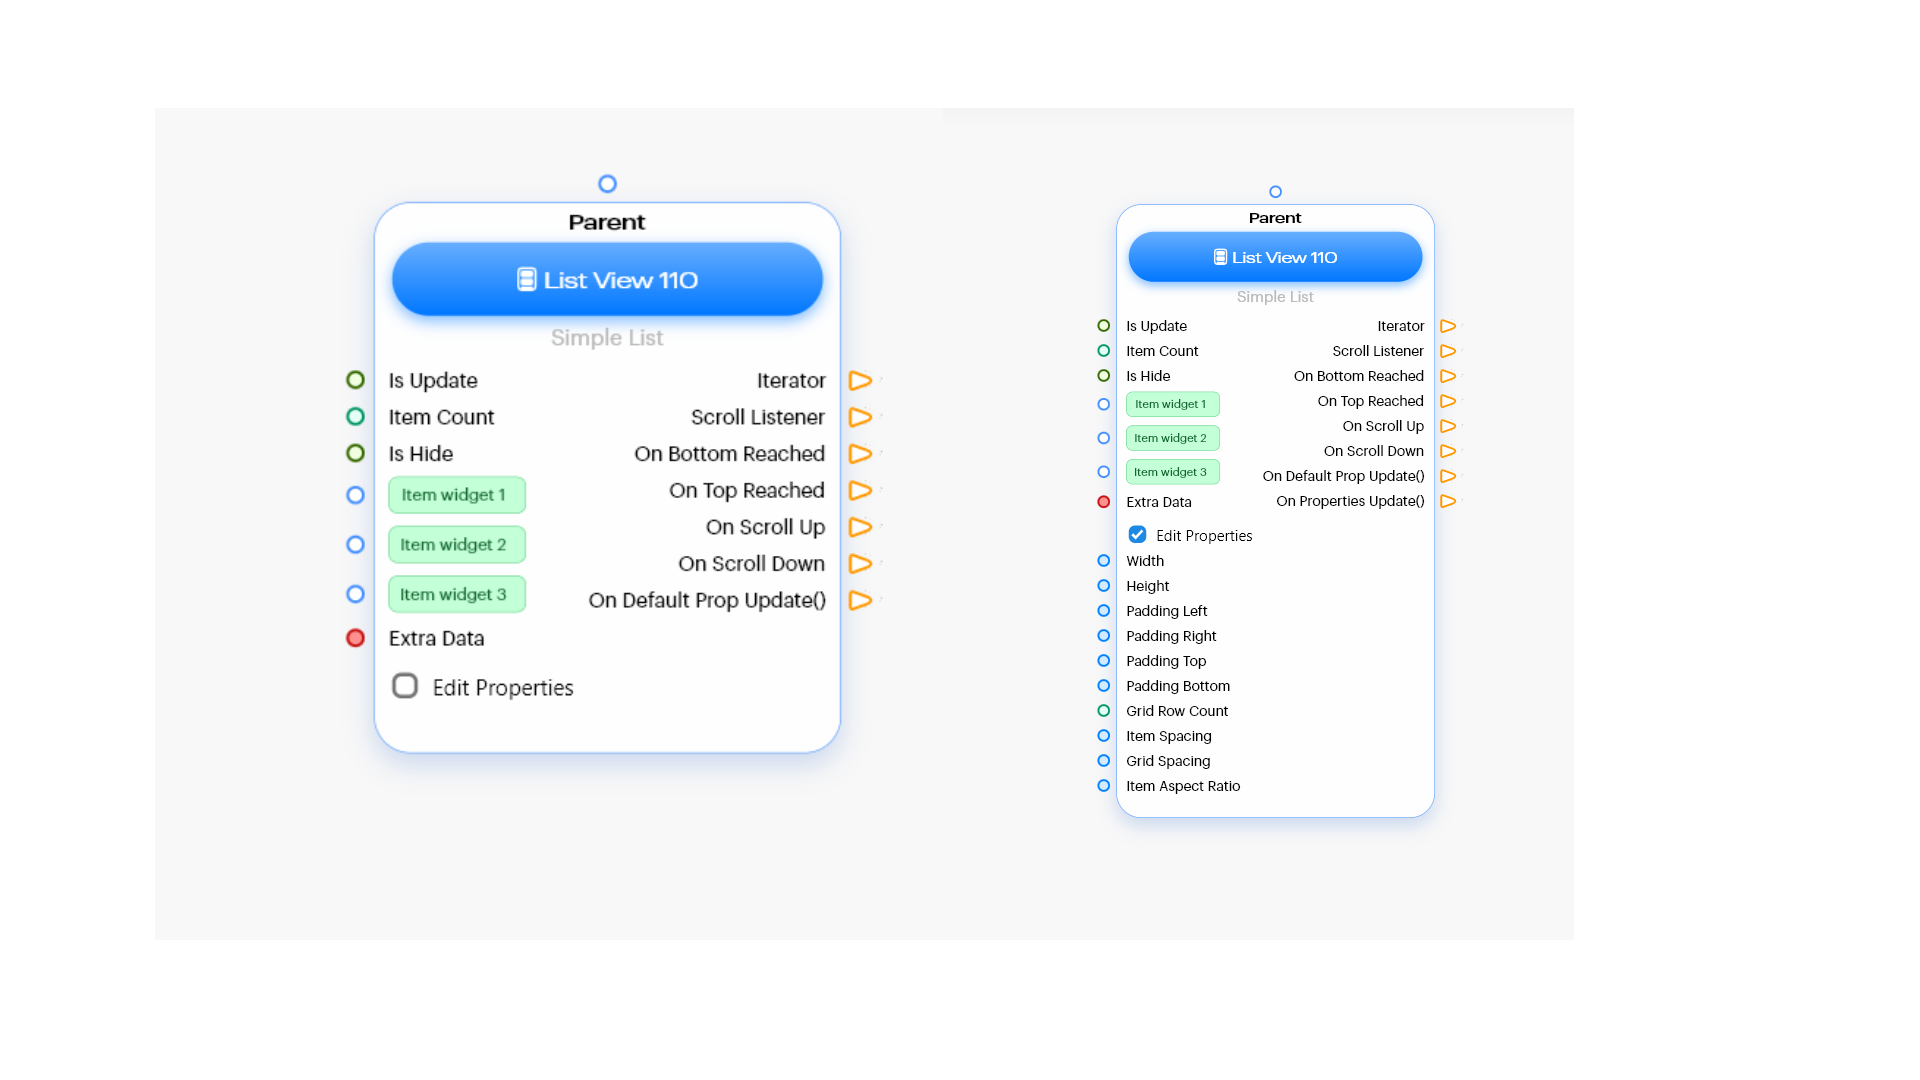 Parent
List View 110
Simple List
Is Update
Item Count
Is Hide
Item widget 1
Item widget 2
Item widget 3
Extra Data
Edit Properties
Iterator
Scroll Listener
On Bottom Reached
On Top Reached
On Scroll Up
On Scroll Down
On Default Prop Update()
Parent
List View 110
Simple List
Is Update
Item Count
Is Hide
Item widget 1
Item widget 2
Item widget 3
Extra Data
Edit Properties
Width
Height
Padding Left
Padding Right
Padding Top
Padding Bottom
Grid Row Count
Item Spacing
Grid Spacing
Item Aspect Ratio
Iterator
Scroll Listener
On Bottom Reached
On Top Reached
On Scroll Up
On Scroll Down
On Default Prop Update()
On Properties Update()